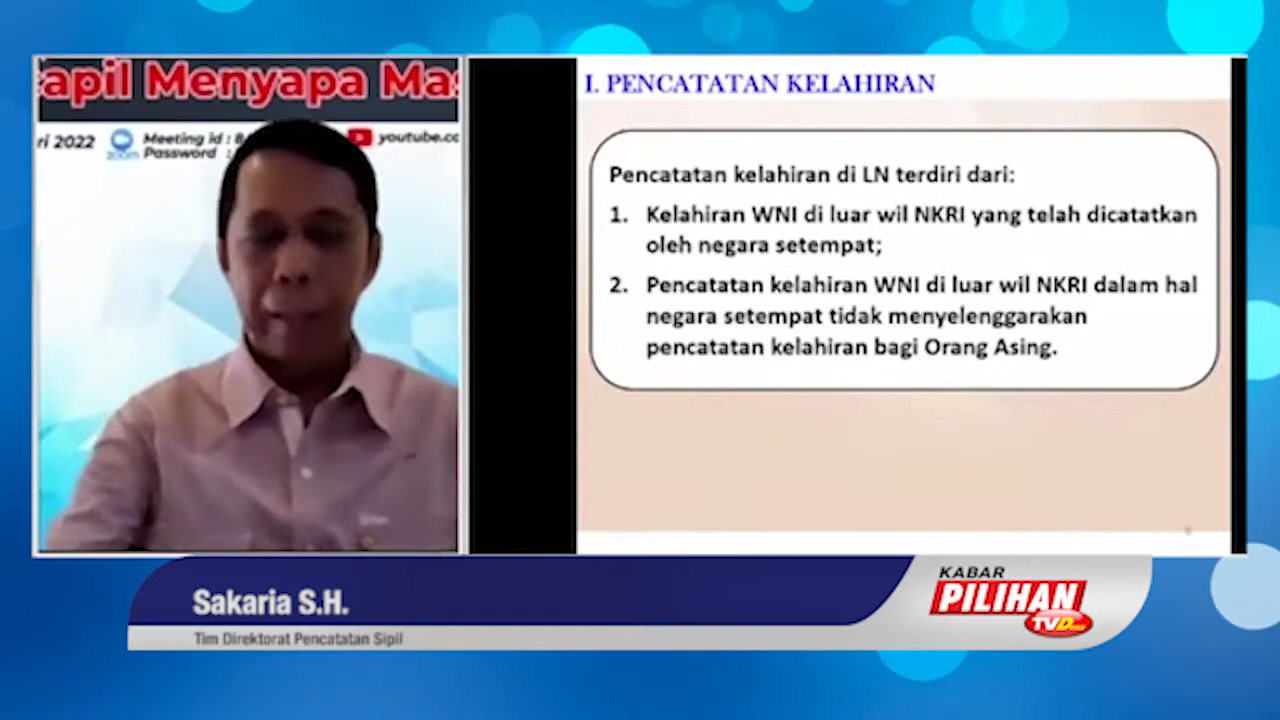 apil Menyapa Mas
ri 2022
zoom
Meeting id : 8
Password :
youtube.co
I. PENCATATAN KELAHIRAN
Pencatatan kelahiran di LN terdiri dari:
1. Kelahiran WNI di luar wil NKRI yang telah dicatatkan
oleh negara setempat;
2. Pencatatan kelahiran WNI di luar wil NKRI dalam hal
negara setempat tidak menyelenggarakan
pencatatan kelahiran bagi Orang Asing.
Sakaria S.H.
Tim Direktorat Pencatatan Sipil
KABAR
PILIHAN
TVD